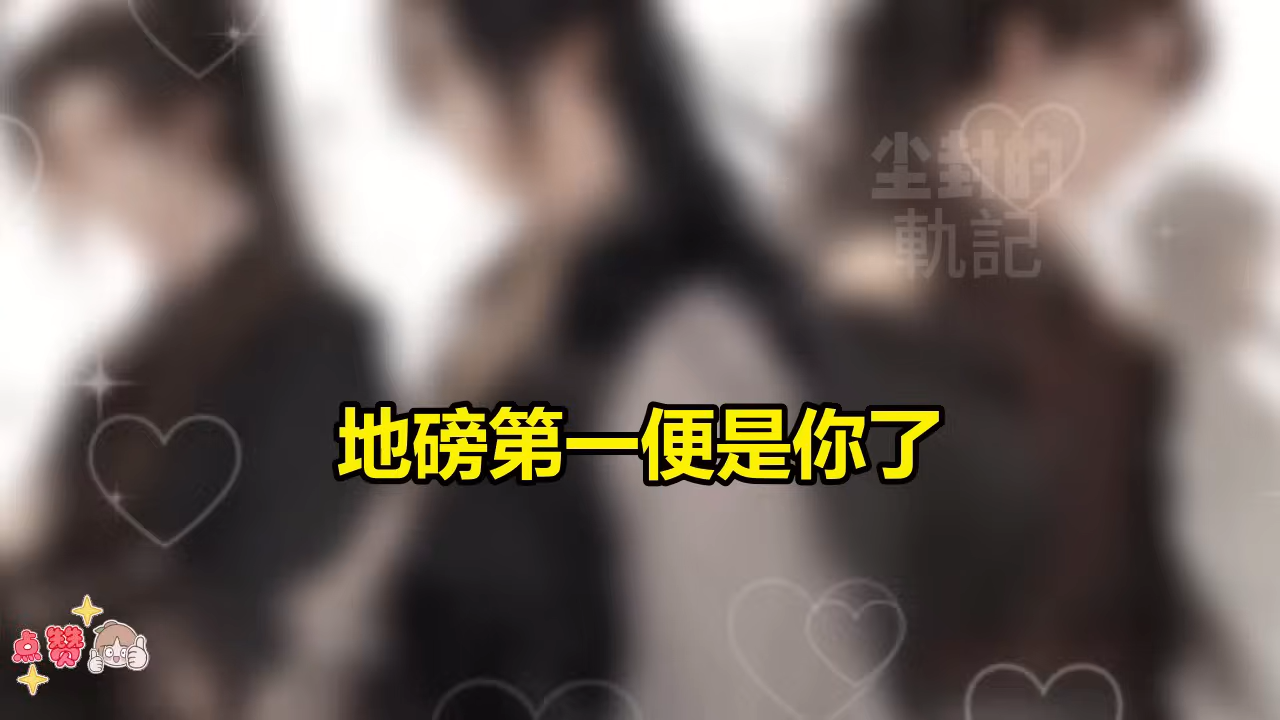 尘封的
軌記
地磅第一便是你了
点赞